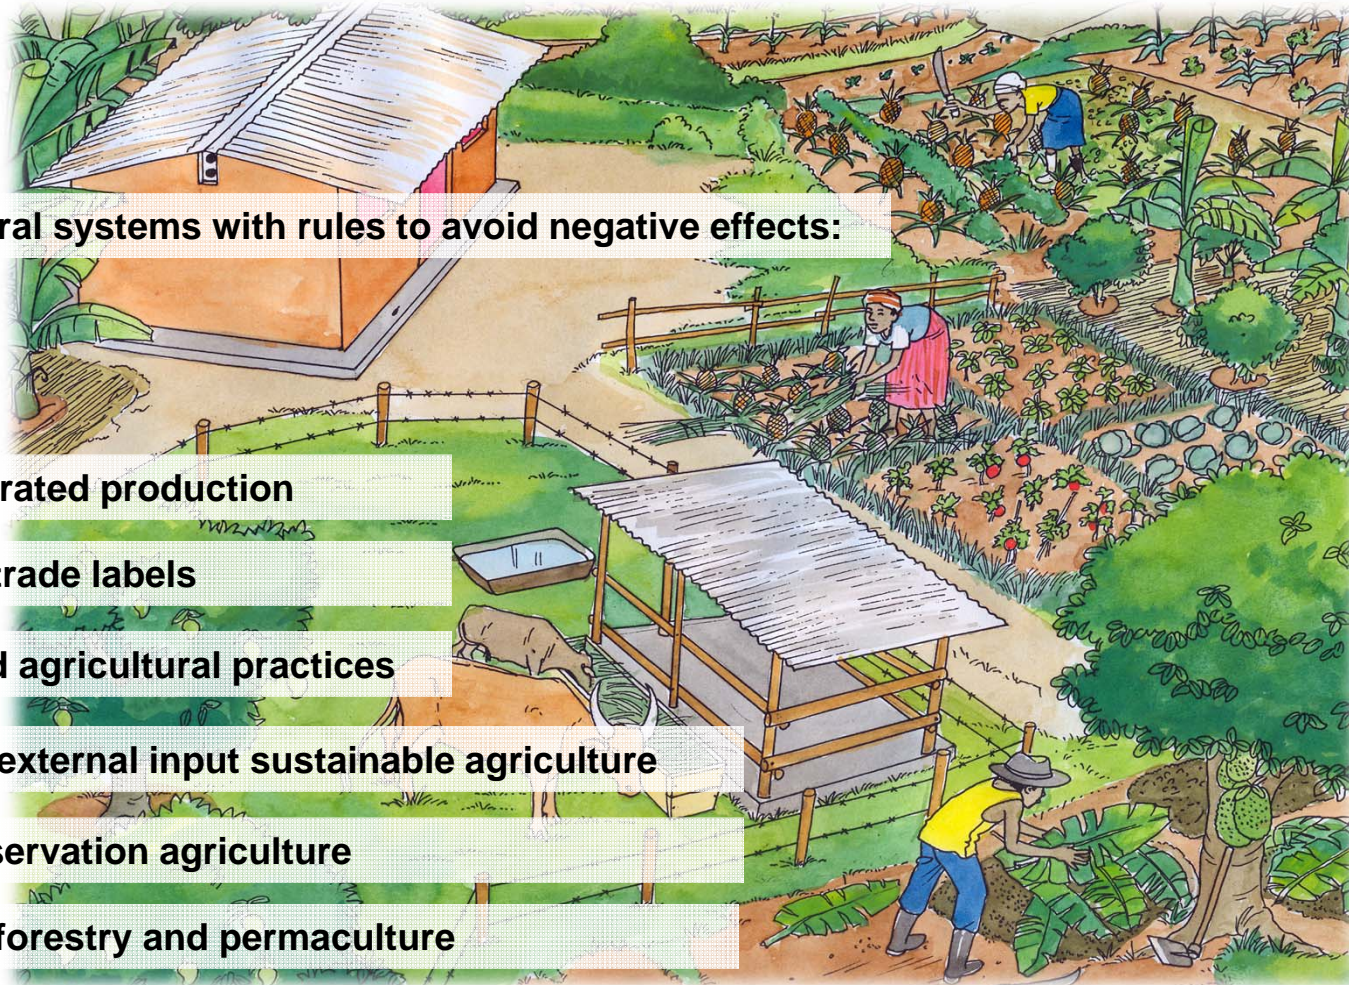 ral systems with rules to avoid negative effects:
rated production
trade labels
d agricultural practices
external input sustainable agriculture
servation agriculture
forestry and permaculture